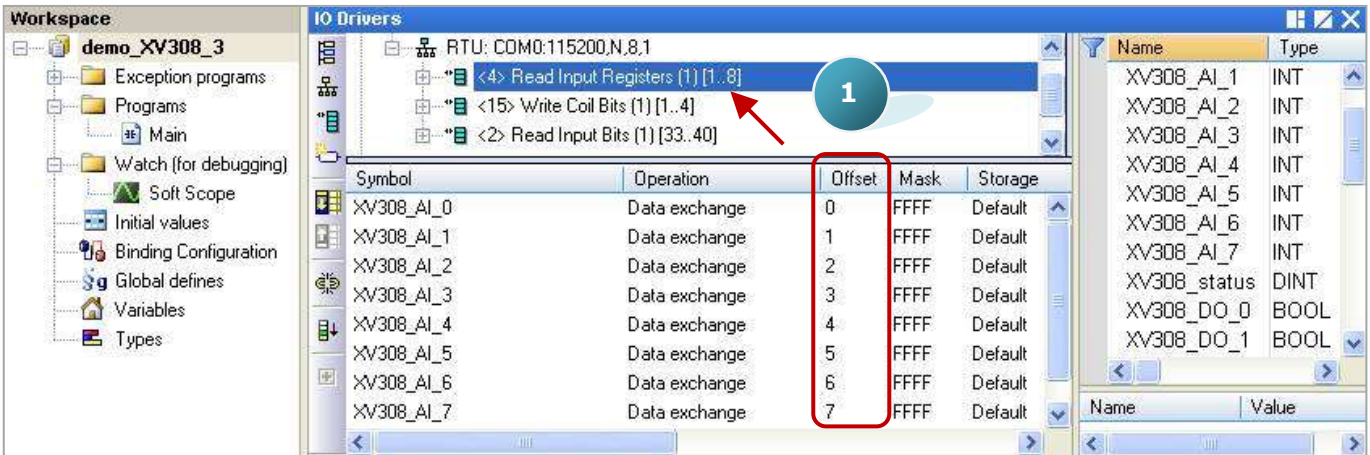 Workspace
demo_XV308_3
Exception programs
Programs
Main
Watch (for debugging)
Soft Scope
Initial values
Binding Configuration
Global defines
Variables
Types
IO Drivers
RTU: COM0:115200,N,8,1
<4> Read Input Registers (1) [1..8]
<15> Write Coil Bits (1) [1..4]
<2> Read Input Bits (1) [33..40]
1
Symbol Operation Offset Mask Storage
XV308_AI_0 Data exchange 0 FFFF Default
XV308_AI_1 Data exchange 1 FFFF Default
XV308_AI_2 Data exchange 2 FFFF Default
XV308_AI_3 Data exchange 3 FFFF Default
XV308_AI_4 Data exchange 4 FFFF Default
XV308_AI_5 Data exchange 5 FFFF Default
XV308_AI_6 Data exchange 6 FFFF Default
XV308_AI_7 Data exchange 7 FFFF Default
Name Type
XV308_AI_1 INT
XV308_AI_2 INT
XV308_AI_3 INT
XV308_AI_4 INT
XV308_AI_5 INT
XV308_AI_6 INT
XV308_AI_7 INT
XV308_status DINT
XV308_DO_0 BOOL
XV308_DO_1 BOOL
Name Value